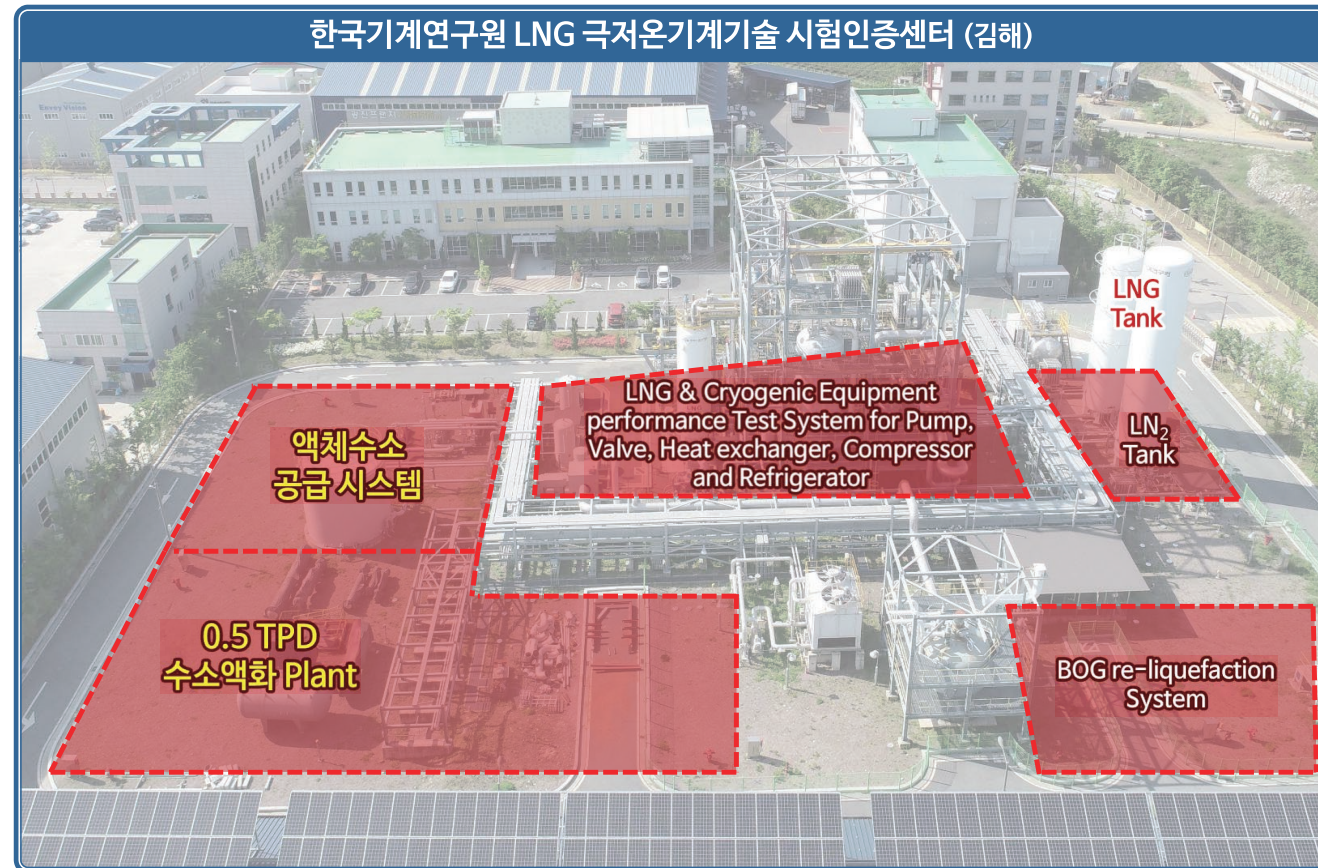 한국기계연구원 LNG 극저온기계기술 시험인증센터 (김해)
Envoy Vision
LNG
Tank
LNG & Cryogenic Equipment
performance Test System for Pump,
Valve, Heat exchanger, Compressor
and Refrigerator
LN₂
Tank
액체수소
공급 시스템
0.5 TPD
수소액화 Plant
BOG re-liquefaction
System